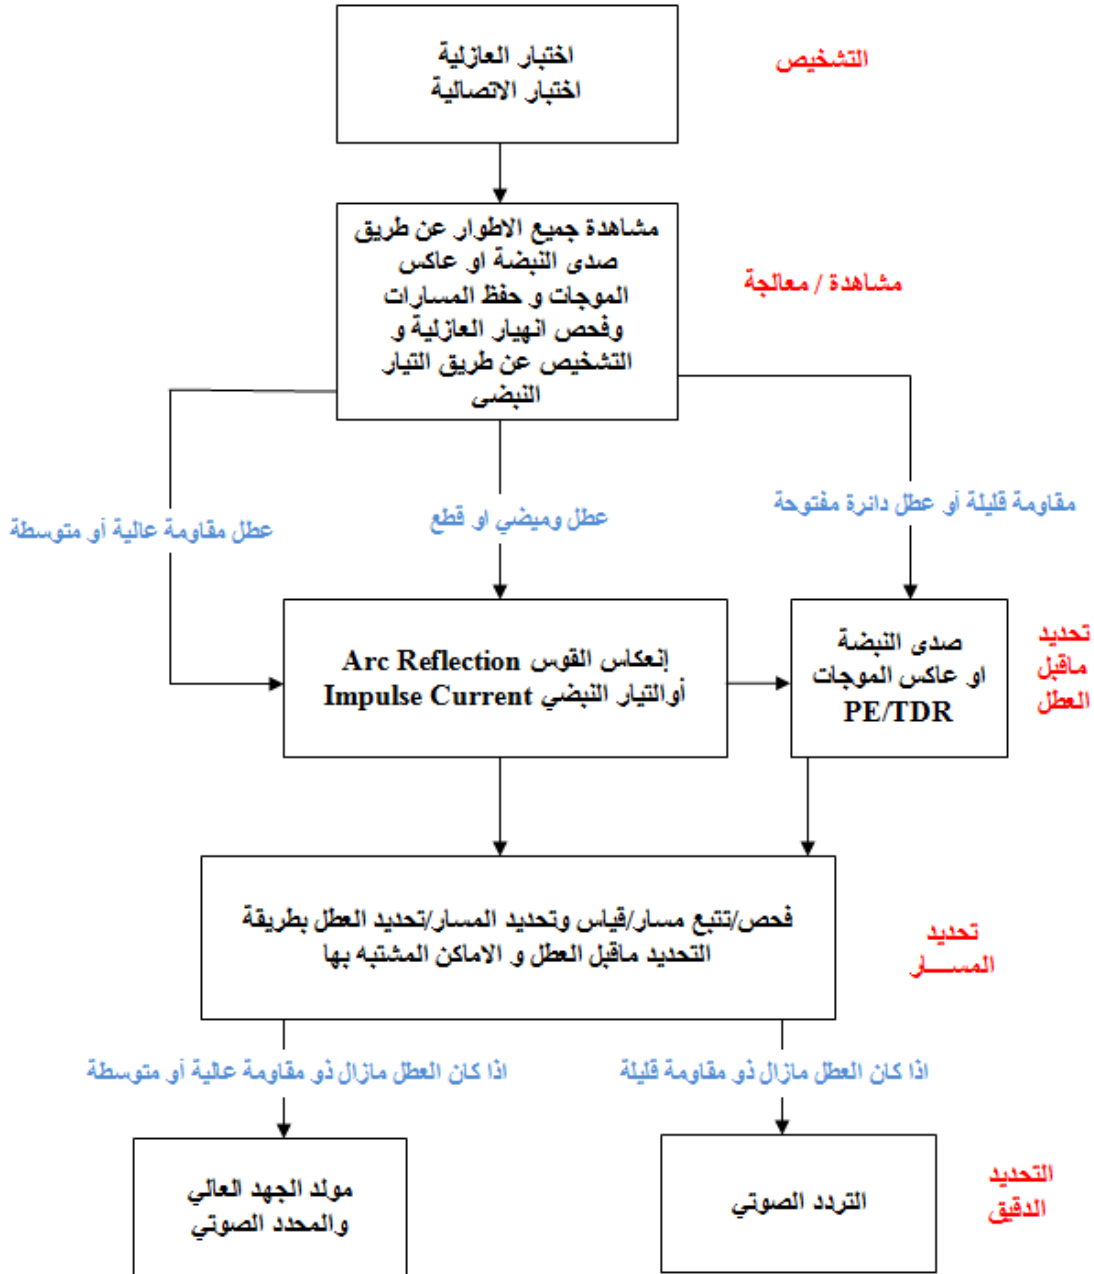 اختبار العازلية
اختبار الاتصالية
التشخيص
مشاهدة جميع الاطوار عن طريق
صدى النبضة او عاكس
الموجات و حفظ المسارات
وفحص انهيار العازلية و
التشخيص عن طريق التيار
النبضي
مشاهدة / معالجة
مقاومة قليلة أو عطل دائرة مفتوحة
عطل وميضي او قطع
عطل مقاومة عالية أو متوسطة
إنعكاس القوس Arc Reflection
أوالتيار النبضي Impulse Current
صدى النبضة
او عاكس الموجات
PE/TDR
تحديد
ماقبل
العطل
فحص/تتبع مسار/قياس وتحديد المسار/تحديد العطل بطريقة
التحديد ماقبل العطل و الاماكن المشتبه بها
تحديد
المســـار
اذا كان العطل مازال ذو مقاومة قليلة
اذا كان العطل مازال ذو مقاومة عالية أو متوسطة
التردد الصوتي
مولد الجهد العالي
والمحدد الصوتي
التحديد
الدقيق